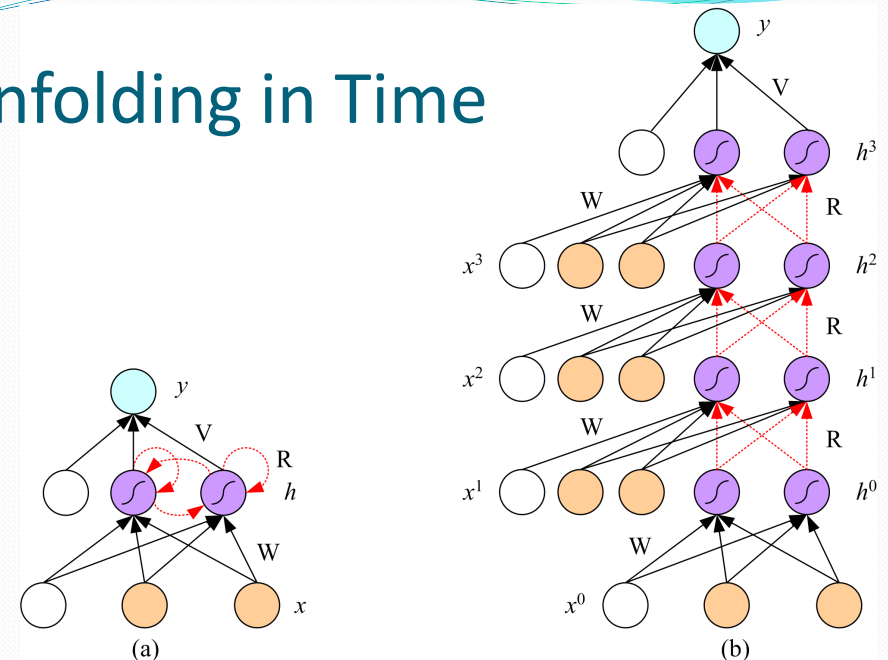 nfolding in Time
y
V
h³
W
R
x³
h²
W
R
x²
h¹
W
R
x¹
h⁰
W
x⁰
(b)
y
V
R
h
W
x
(a)